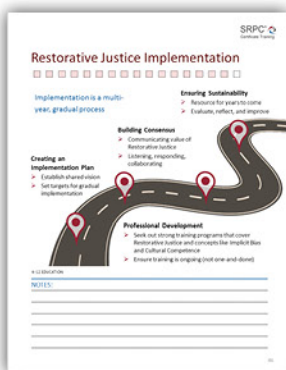 SRPC
Certificate Training
Restorative Justice Implementation
Implementation is a multi-
year, gradual process
Ensuring Sustainability
Resource for years to come
Evaluate, reflect, and improve
Building Consensus
Communicating value of
Restorative Justice
Listening, responding,
collaborating
Creating an
Implementation Plan
Establish shared vision
Set targets for gradual
implementation
Professional Development
Seek out strong training programs that cover
Restorative Justice and concepts like Implicit Bias
and Cultural Competence
Ensure training is ongoing (not one-and-done)
K-12 EDUCATION
NOTES: